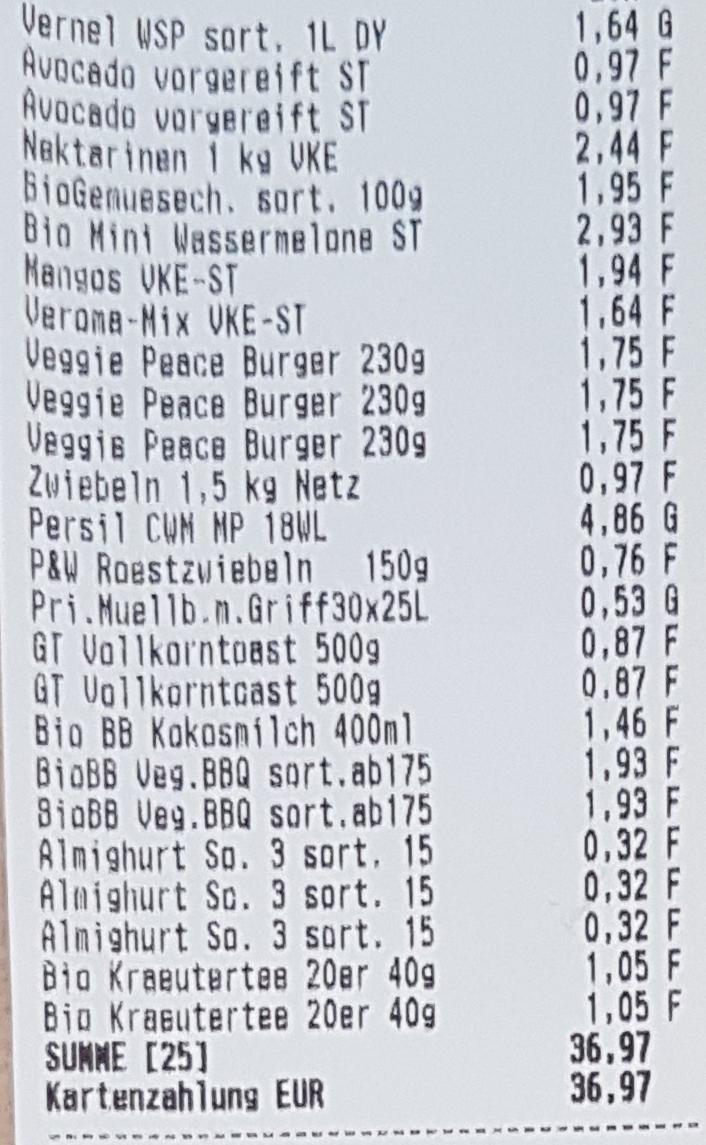 Vernel WSP sort. 1L DY 1,64 G
Avocado vorgereift ST 0,97 F
Avocado vorgereift ST 0,97 F
Nektarinen 1 kg VKE 2,44 F
BioGemuesech. sort. 100g 1,95 F
Bio Mini Wassermelone ST 2,93 F
Mangos VKE-ST 1,94 F
Verona-Mix VKE-ST 1,64 F
Veggie Peace Burger 230g 1,75 F
Veggie Peace Burger 230g 1,75 F
Veggie Peace Burger 230g 1,75 F
Zwiebeln 1,5 kg Netz 0,97 F
Persil CWM MP 18WL 4,86 G
P&W Roestzwiebeln 150g 0,76 F
Pri.Muellb.m.Griff30x25L 0,53 G
GT Vollkorntoast 500g 0,87 F
GT Vollkorntoast 500g 0,87 F
Bio BB Kokosmilch 400ml 1,46 F
BioBB Veg.BBQ sort.ab175 1,93 F
BioBB Veg.BBQ sort.ab175 1,93 F
Almighurt So. 3 sort. 15 0,32 F
Almighurt So. 3 sort. 15 0,32 F
Almighurt So. 3 sort. 15 0,32 F
Bio Kraeutertee 20er 40g 1,05 F
Bio Kraeutertee 20er 40g 1,05 F
SUMME [25] 36,97
Kartenzahlung EUR 36,97